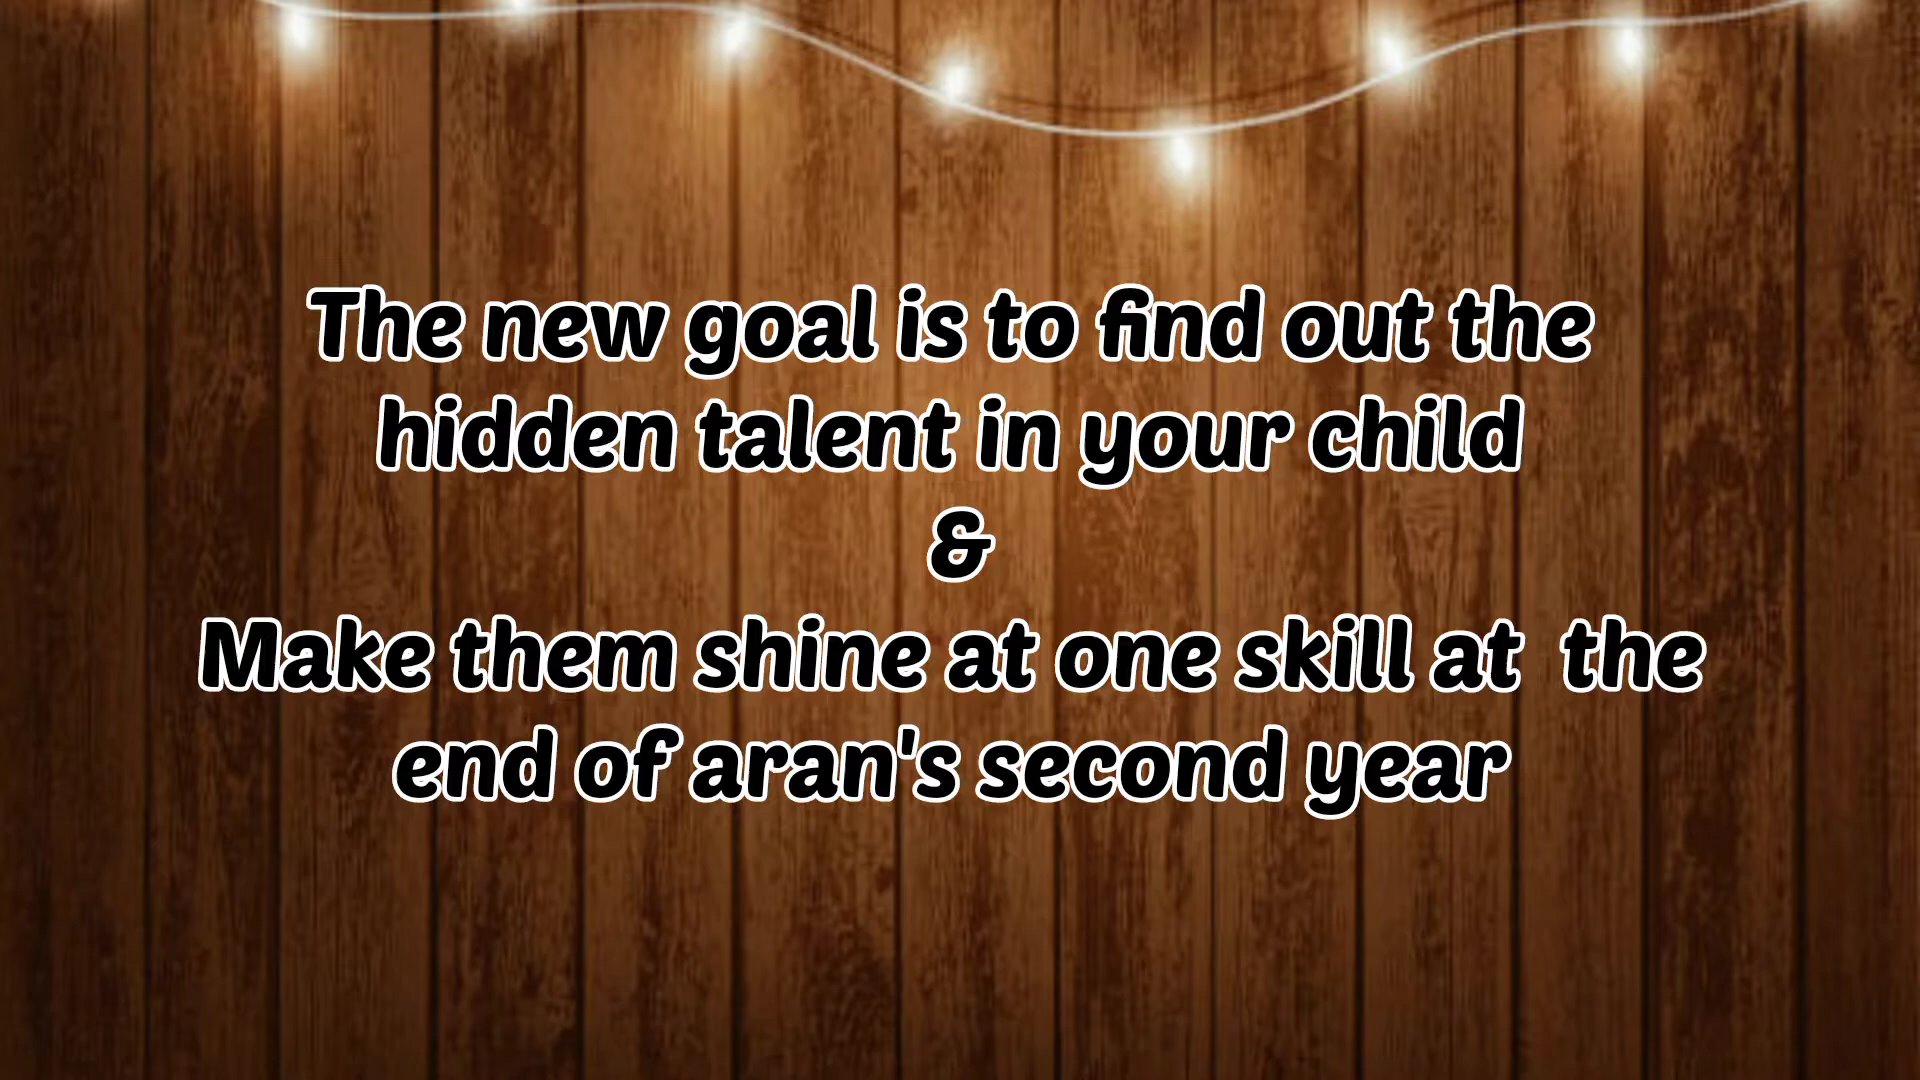 The new goal is to find out the
hidden talent in your child
&
Make them shine at one skill at  the
end of aran's second year